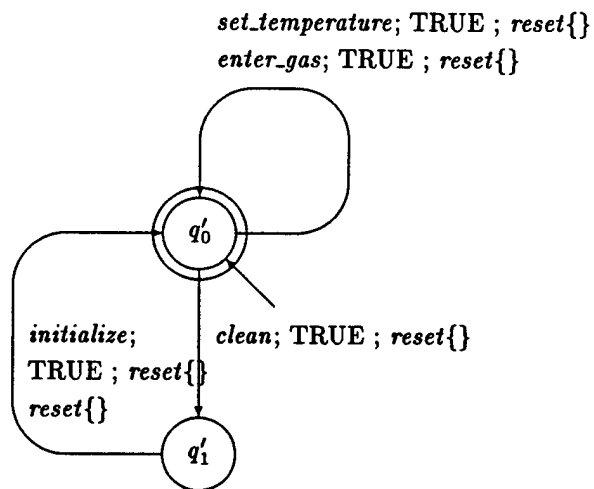 set_temperature; TRUE ; reset{}
enter_gas; TRUE ; reset{}
q′0
initialize;
clean; TRUE ; reset{}
TRUE ; reset{}
reset{}
q′1